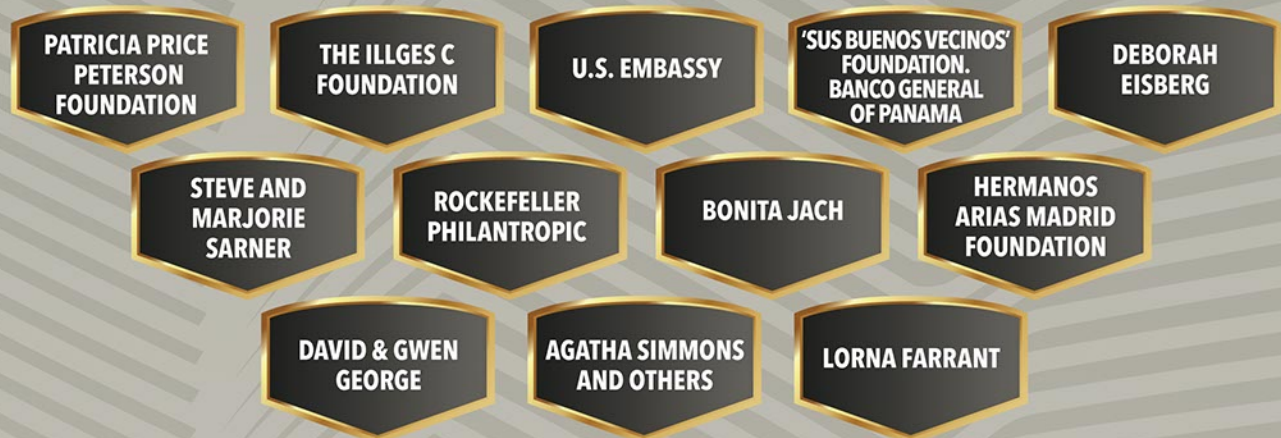 PATRICIA PRICE
PETERSON
FOUNDATION
THE ILLGES C
FOUNDATION
U.S. EMBASSY
'SUS BUENOS VECINOS'
FOUNDATION.
BANCO GENERAL
OF PANAMA
DEBORAH
EISBERG
STEVE AND
MARJORIE
SARNER
ROCKEFELLER
PHILANTROPIC
BONITA JACH
HERMANOS
ARIAS MADRID
FOUNDATION
DAVID & GWEN
GEORGE
AGATHA SIMMONS
AND OTHERS
LORNA FARRANT